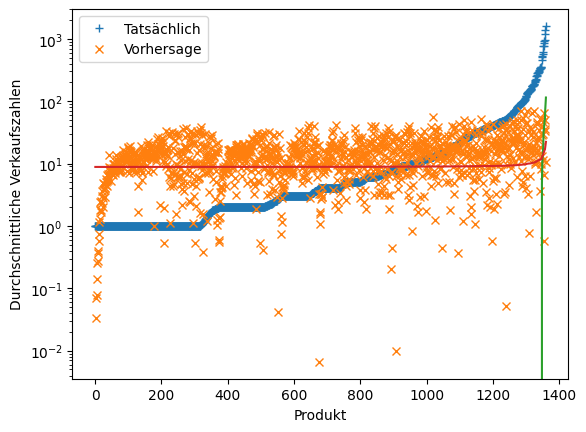 Tatsächlich
Vorhersage
Durchschnittliche Verkaufszahlen
10³
10²
10¹
10⁰
10⁻¹
10⁻²
0 200 400 600 800 1000 1200 1400
Produkt